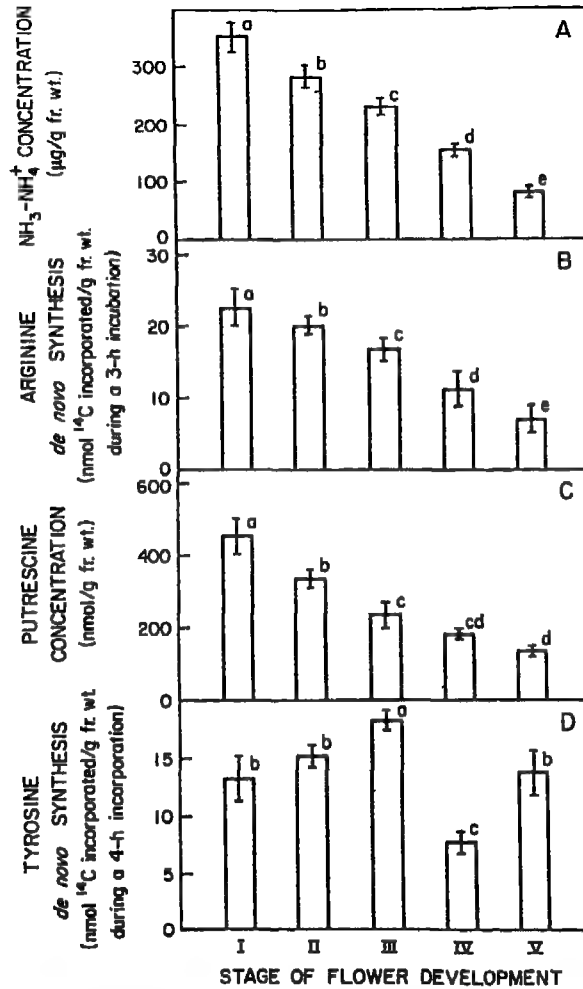 NH₃-NH₄⁺ CONCENTRATION
(µg/g fr. wt.)
300
200
100
0
A
a
b
c
d
e
ARGININE
de novo SYNTHESIS
(nmol ¹⁴C incorporated/g fr. wt.
during a 3-h incubation)
30
20
10
0
B
a
b
c
d
e
PUTRESCINE
CONCENTRATION
(nmol/g fr. wt.)
600
400
200
0
C
a
b
c
cd
d
TYROSINE
de novo SYNTHESIS
(nmol ¹⁴C incorporated/g fr. wt.
during a 4-h incorporation)
15
10
5
0
D
b
b
a
c
b
I II III IV V
STAGE OF FLOWER DEVELOPMENT